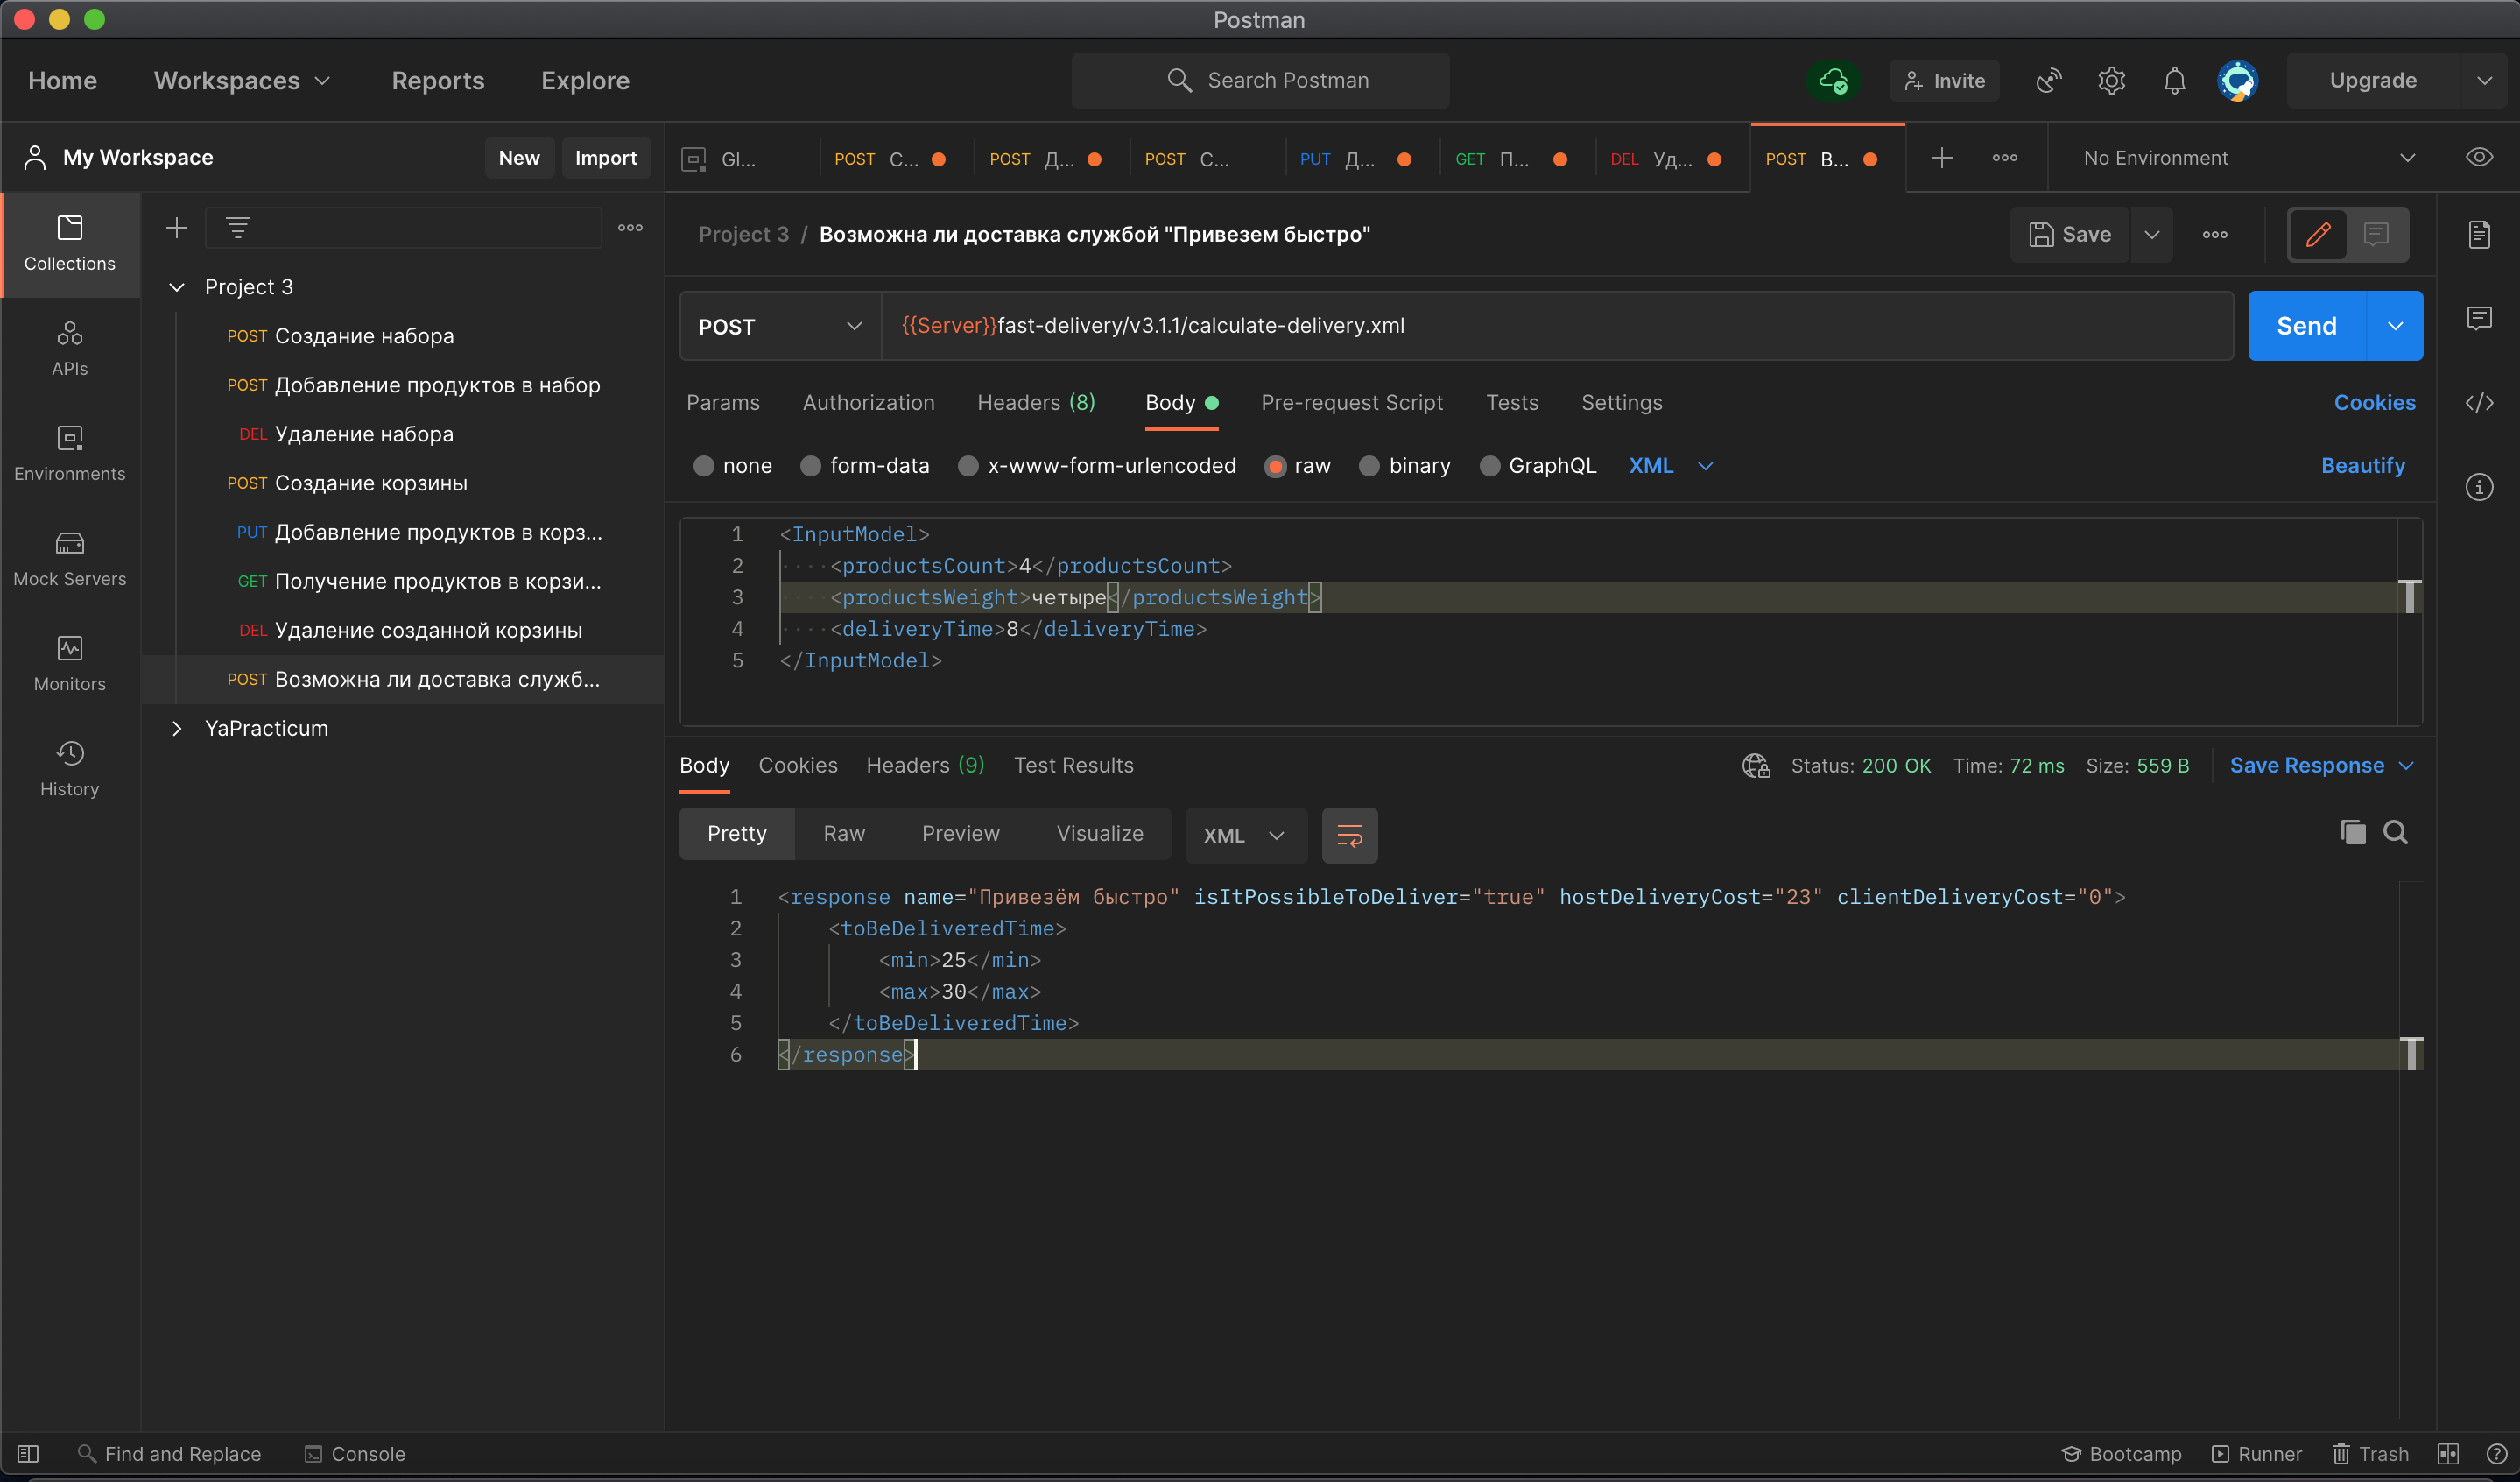 Postman
Home Workspaces Reports Explore Search Postman Invite Upgrade
My Workspace New Import
GI... POST С... POST Д... POST С... PUT Д... GET П... DEL Уд... POST В... No Environment
Collections
APIs
Environments
Mock Servers
Monitors
History
Project 3
POST Создание набора
POST Добавление продуктов в набор
DEL Удаление набора
POST Создание корзины
PUT Добавление продуктов в корз...
GET Получение продуктов в корзи...
DEL Удаление созданной корзины
POST Возможна ли доставка служб...
YaPracticum
Project 3 / Возможна ли доставка службой "Привезем быстро" Save
POST {{Server}}fast-delivery/v3.1.1/calculate-delivery.xml Send
Params Authorization Headers (8) Body Pre-request Script Tests Settings Cookies
none form-data x-www-form-urlencoded raw binary GraphQL XML Beautify
1 <InputModel>
2 ····<productsCount>4</productsCount>
3 ····<productsWeight>четыре</productsWeight>
4 ····<deliveryTime>8</deliveryTime>
5 </InputModel>
Body Cookies Headers (9) Test Results Status: 200 OK Time: 72 ms Size: 559 B Save Response
Pretty Raw Preview Visualize XML
1 <response name="Привезём быстро" isItPossibleToDeliver="true" hostDeliveryCost="23" clientDeliveryCost="0">
2 <toBeDeliveredTime>
3 <min>25</min>
4 <max>30</max>
5 </toBeDeliveredTime>
6 </response>
Find and Replace Console Bootcamp Runner Trash